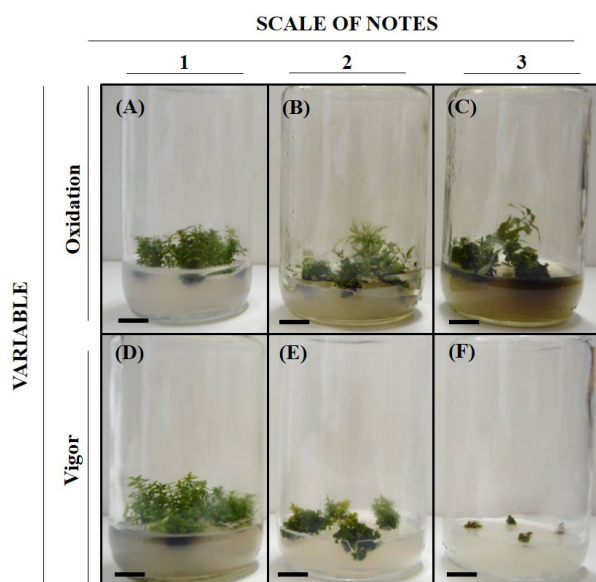 SCALE OF NOTES
1 2 3
VARIABLE
Oxidation
(A) (B) (C)
Vigor
(D) (E) (F)